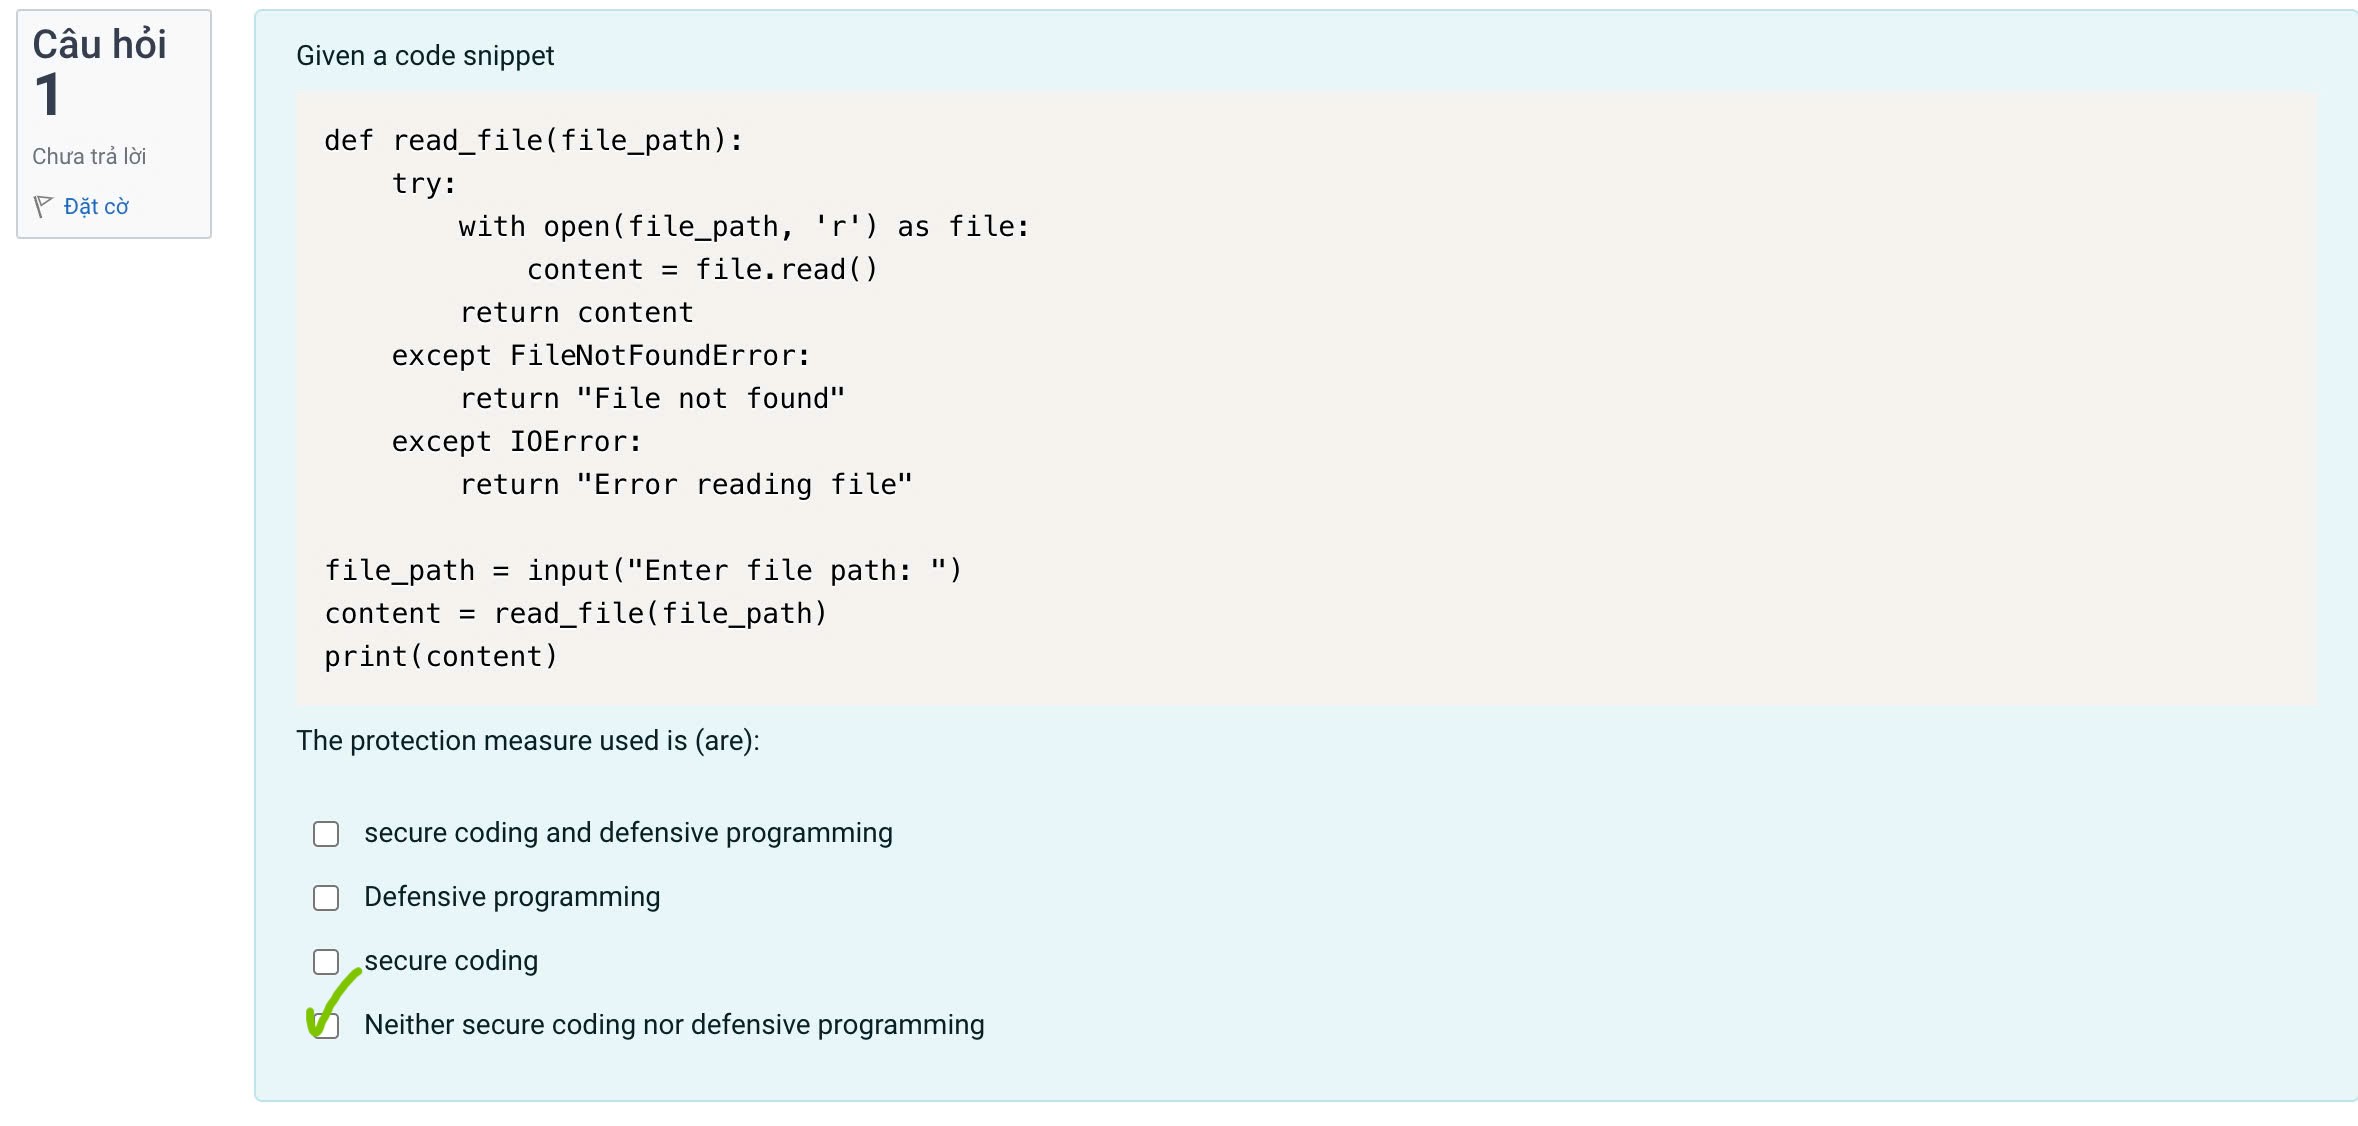 Câu hỏi
1
Chưa trả lời
Đặt cờ
Given a code snippet
def read_file(file_path):
    try:
        with open(file_path, 'r') as file:
            content = file.read()
        return content
    except FileNotFoundError:
        return "File not found"
    except IOError:
        return "Error reading file"

file_path = input("Enter file path: ")
content = read_file(file_path)
print(content)
The protection measure used is (are):
secure coding and defensive programming
Defensive programming
secure coding
Neither secure coding nor defensive programming